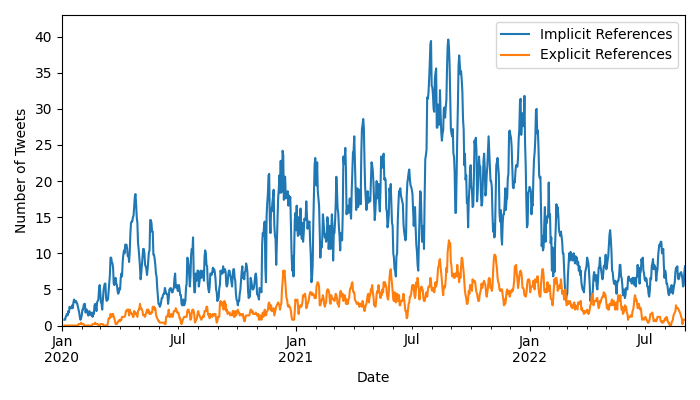 Implicit References
Explicit References
Number of Tweets
40
35
30
25
20
15
10
5
0
Jan
2020
Jul
Jan
2021
Jul
Jan
2022
Jul
Date